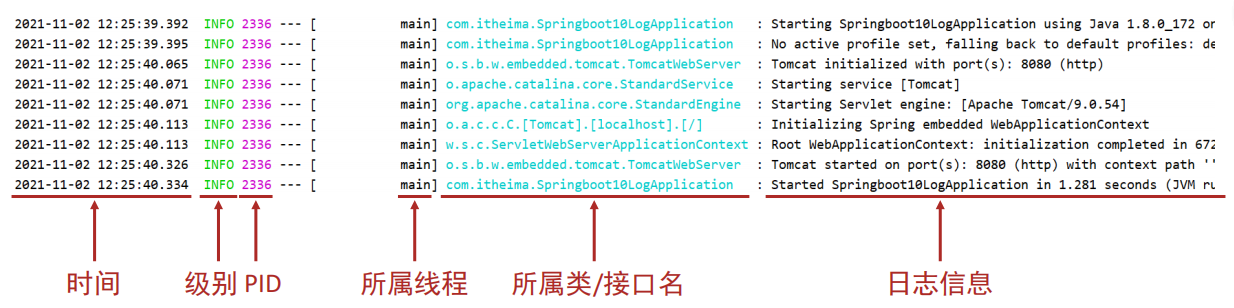 2021-11-02 12:25:39.392 INFO 2336 --- [ main] com.itheima.Springboot10LogApplication : Starting Springboot10LogApplication using Java 1.8.0_172 on
2021-11-02 12:25:39.395 INFO 2336 --- [ main] com.itheima.Springboot10LogApplication : No active profile set, falling back to default profiles: de
2021-11-02 12:25:40.065 INFO 2336 --- [ main] o.s.b.w.embedded.tomcat.TomcatWebServer : Tomcat initialized with port(s): 8080 (http)
2021-11-02 12:25:40.071 INFO 2336 --- [ main] o.apache.catalina.core.StandardService : Starting service [Tomcat]
2021-11-02 12:25:40.071 INFO 2336 --- [ main] org.apache.catalina.core.StandardEngine : Starting Servlet engine: [Apache Tomcat/9.0.54]
2021-11-02 12:25:40.113 INFO 2336 --- [ main] o.a.c.c.C.[Tomcat].[localhost].[/] : Initializing Spring embedded WebApplicationContext
2021-11-02 12:25:40.113 INFO 2336 --- [ main] w.s.c.ServletWebServerApplicationContext : Root WebApplicationContext: initialization completed in 672
2021-11-02 12:25:40.326 INFO 2336 --- [ main] o.s.b.w.embedded.tomcat.TomcatWebServer : Tomcat started on port(s): 8080 (http) with context path ''
2021-11-02 12:25:40.334 INFO 2336 --- [ main] com.itheima.Springboot10LogApplication : Started Springboot10LogApplication in 1.281 seconds (JVM ru
时间 级别 PID 所属线程 所属类/接口名 日志信息